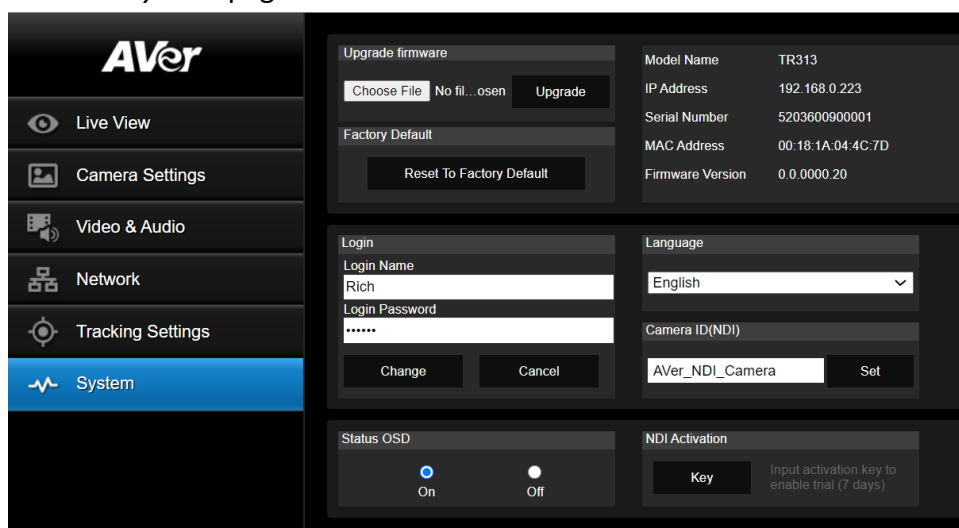 AVer
Live View
Camera Settings
Video & Audio
Network
Tracking Settings
System
Upgrade firmware
Choose File No fil...osen Upgrade
Factory Default
Reset To Factory Default
Model Name TR313
IP Address 192.168.0.223
Serial Number 5203600900001
MAC Address 00:18:1A:04:4C:7D
Firmware Version 0.0.0000.20
Login
Login Name
Rich
Login Password
••••••
Change Cancel
Language
English
Camera ID(NDI)
AVer_NDI_Camera Set
Status OSD
On Off
NDI Activation
Key
Input activation key to
enable trial (7 days)